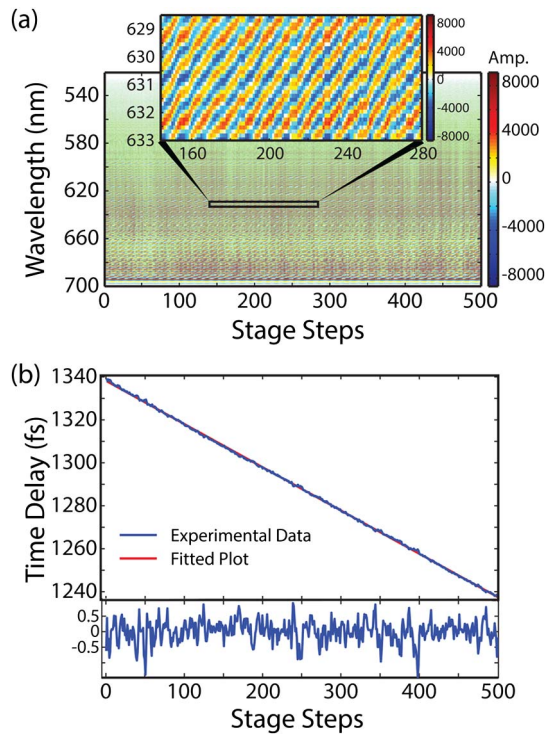 (a)
629
630
631
632
633
160 200 220 240 280
8000
4000
0
-4000
-8000
Amp.
8000
4000
0
-4000
-8000
Wavelength (nm)
540
580
620
660
700
0 100 200 300 400 500
Stage Steps
(b)
Time Delay (fs)
1340
1320
1300
1280
1260
1240
Experimental Data
Fitted Plot
0.5
0
-0.5
0 100 200 300 400 500
Stage Steps